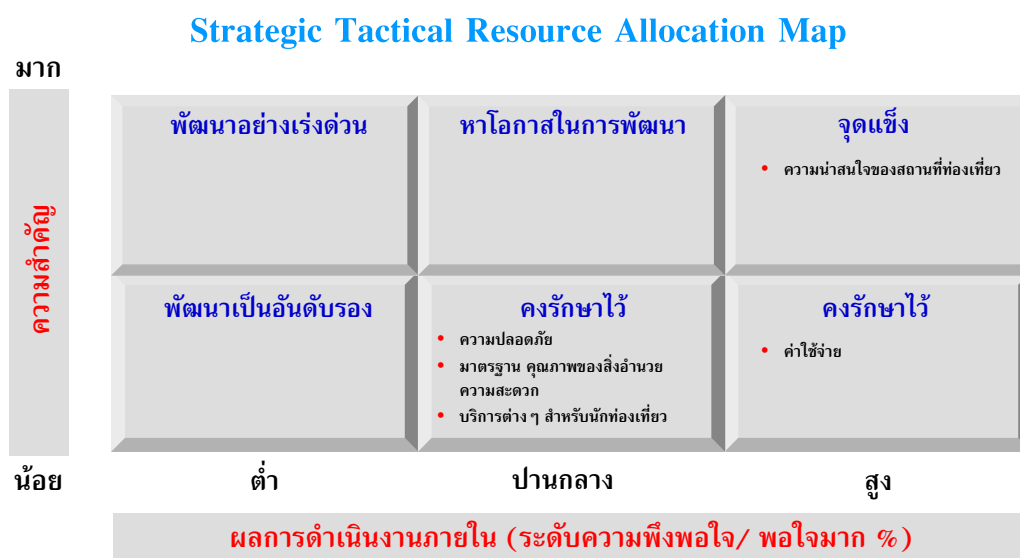 Strategic Tactical Resource Allocation Map
มาก
ความสำคัญ
พัฒนาอย่างเร่งด่วน
หาโอกาสในการพัฒนา
จุดแข็ง
• ความน่าสนใจของสถานที่ท่องเที่ยว
พัฒนาเป็นอันดับรอง
คงรักษาไว้
• ความปลอดภัย
• มาตรฐาน คุณภาพของสิ่งอำนวย
ความสะดวก
• บริการต่าง ๆ สำหรับนักท่องเที่ยว
คงรักษาไว้
• ค่าใช้จ่าย
น้อย
ต่ำ
ปานกลาง
สูง
ผลการดำเนินงานภายใน (ระดับความพึงพอใจ/ พอใจมาก %)